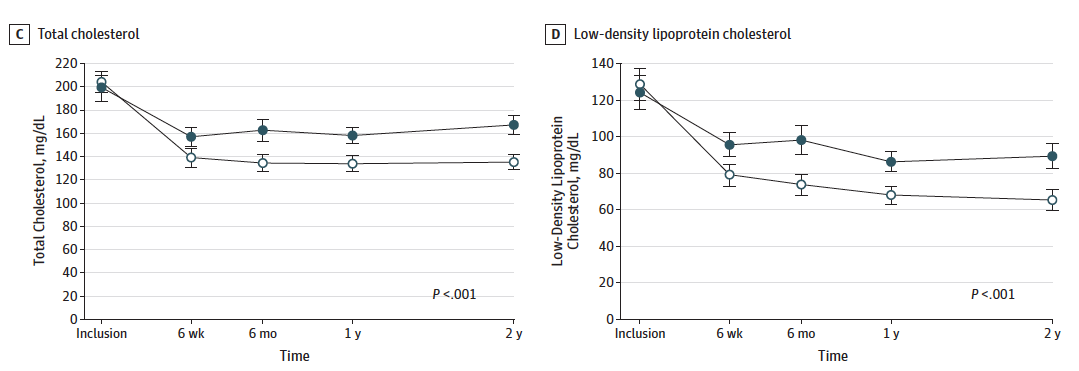 C Total cholesterol
220
200
180
160
140
120
100
80
60
40
20
0
Total Cholesterol, mg/dL
P <.001
Inclusion 6 wk 6 mo 1 y 2 y
Time
D Low-density lipoprotein cholesterol
140
120
100
80
60
40
20
0
Low-Density Lipoprotein
Cholesterol, mg/dL
P <.001
Inclusion 6 wk 6 mo 1 y 2 y
Time